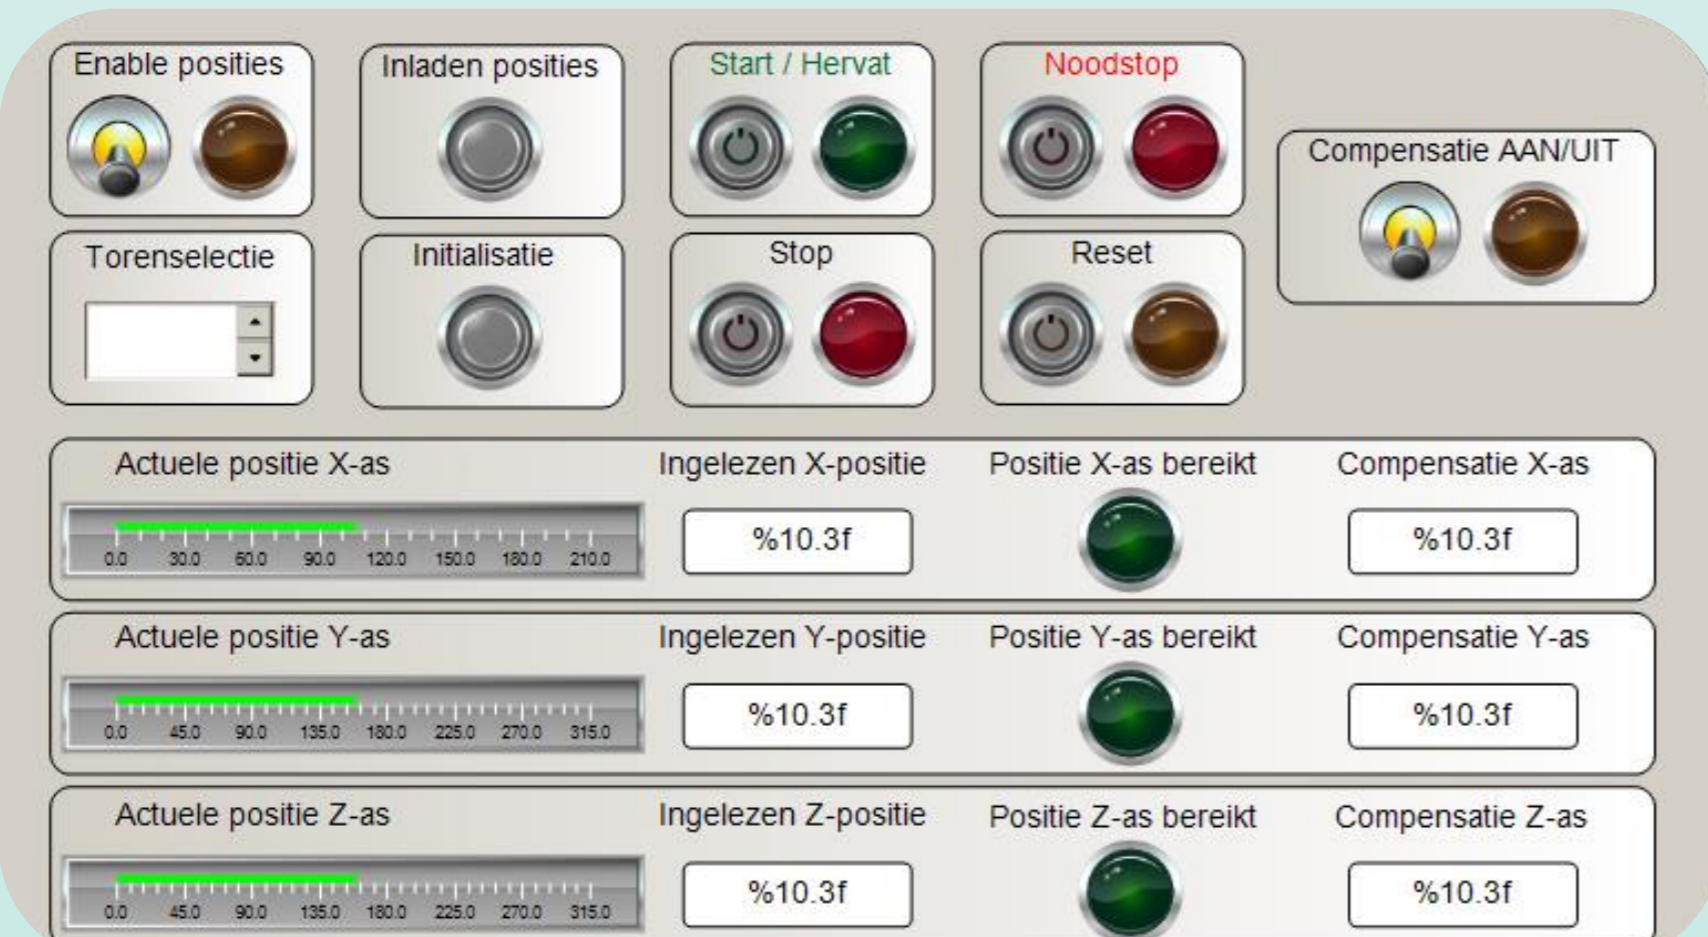 Enable posities
Inladen posities
Start / Hervat
Noodstop
Compensatie AAN/UIT
Torenselectie
Initialisatie
Stop
Reset
Actuele positie X-as
Ingelezen X-positie
Positie X-as bereikt
Compensatie X-as
0.0 30.0 60.0 90.0 120.0 150.0 180.0 210.0
%10.3f
%10.3f
Actuele positie Y-as
Ingelezen Y-positie
Positie Y-as bereikt
Compensatie Y-as
0.0 45.0 90.0 135.0 180.0 225.0 270.0 315.0
%10.3f
%10.3f
Actuele positie Z-as
Ingelezen Z-positie
Positie Z-as bereikt
Compensatie Z-as
0.0 45.0 90.0 135.0 180.0 225.0 270.0 315.0
%10.3f
%10.3f